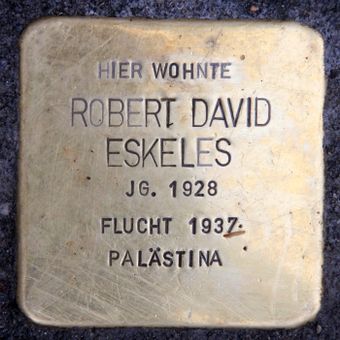 HIER WOHNTE
ROBERT DAVID
ESKELES
JG. 1928
FLUCHT 1937
PALÄSTINA